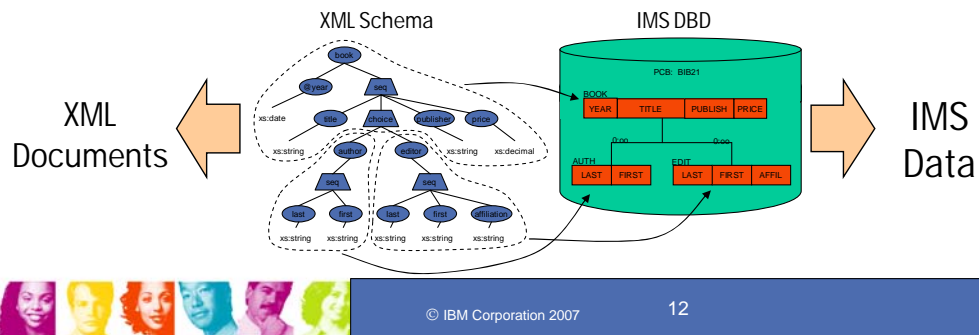 XML Schema
IMS DBD
book
@year
seq
xs:date
title
choice
publisher
price
xs:string
xs:string
xs:decimal
author
editor
seq
seq
last
first
last
first
affiliation
xs:string
xs:string
xs:string
xs:string
xs:string
XML
Documents
PCB: BIB21
BOOK
YEAR TITLE PUBLISH PRICE
0:oo
0:oo
AUTH
LAST FIRST
EDIT
LAST FIRST AFFIL
IMS
Data
© IBM Corporation 2007
12